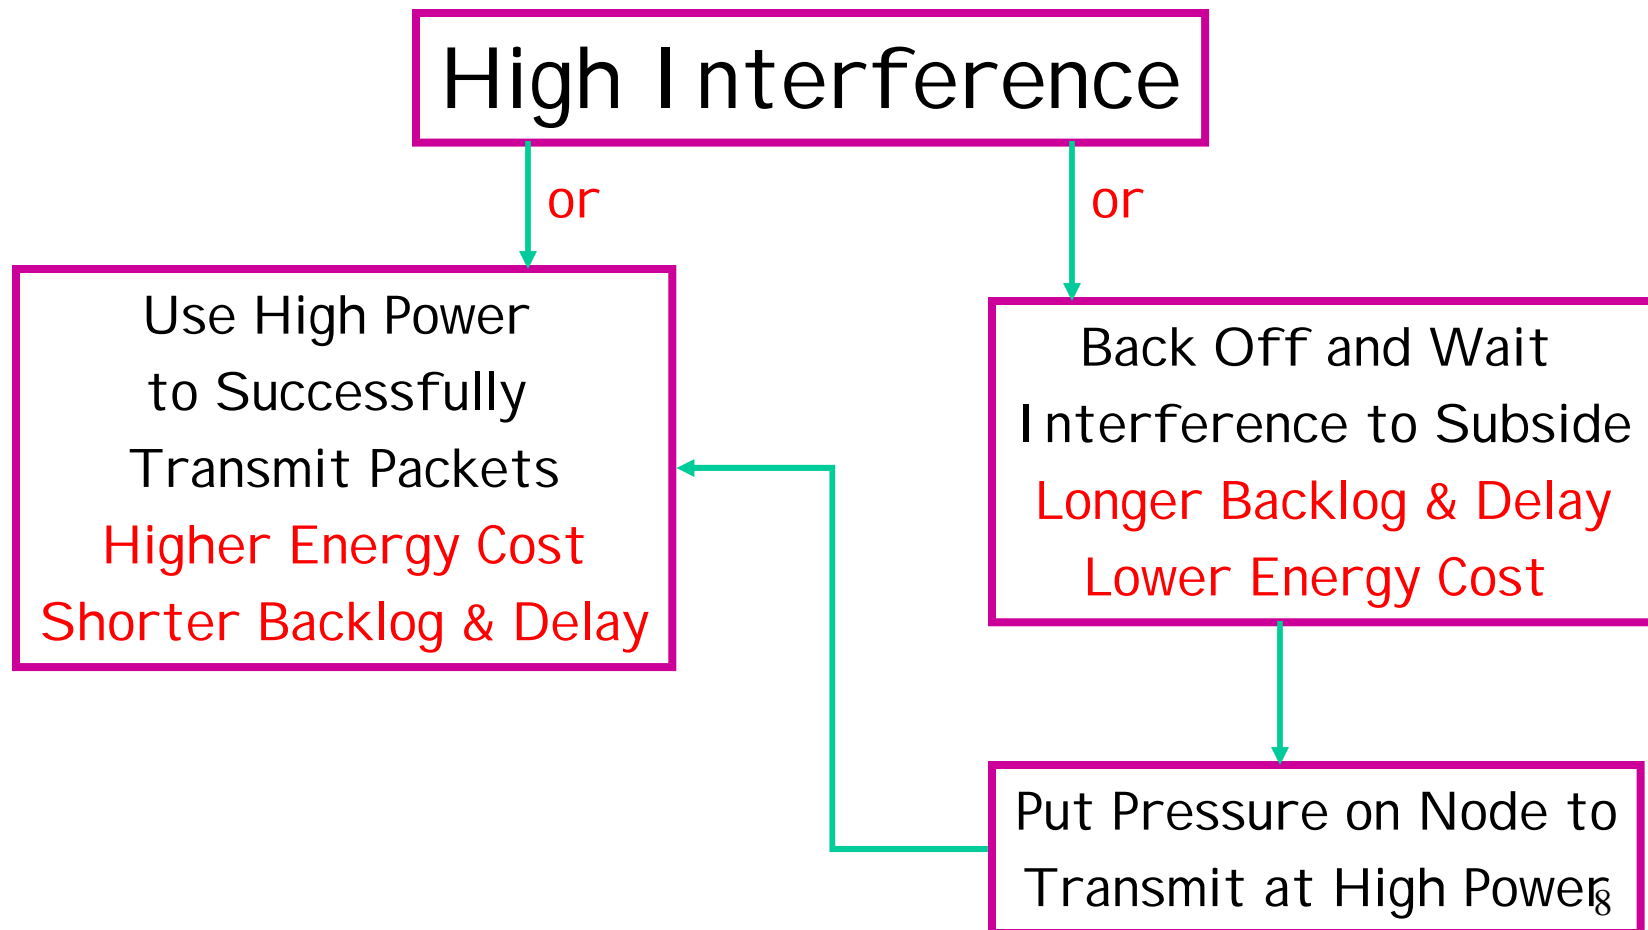 High Interference
or
or
Use High Power
to Successfully
Transmit Packets
Higher Energy Cost
Shorter Backlog & Delay
Back Off and Wait
Interference to Subside
Longer Backlog & Delay
Lower Energy Cost
Put Pressure on Node to
Transmit at High Power
8